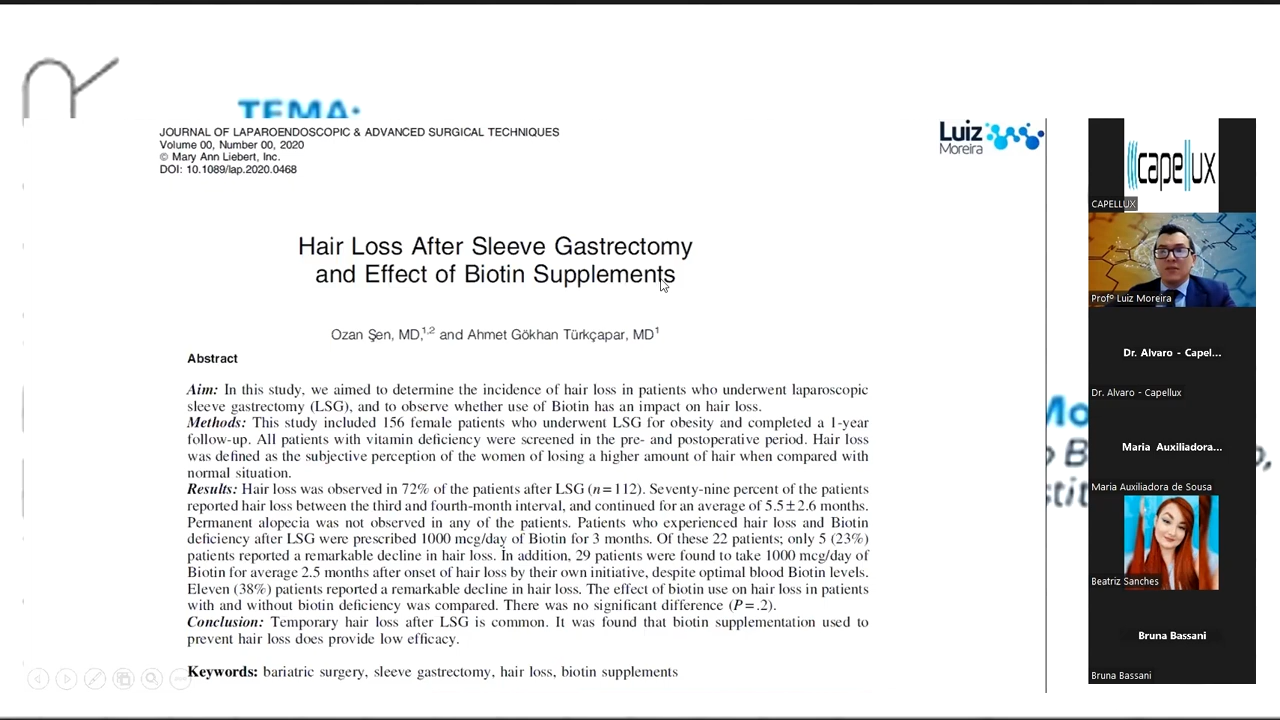 TEMA:
JOURNAL OF LAPAROENDOSCOPIC & ADVANCED SURGICAL TECHNIQUES
Volume 00, Number 00, 2020
© Mary Ann Liebert, Inc.
DOI: 10.1089/lap.2020.0468
Luiz
Moreira
Hair Loss After Sleeve Gastrectomy
and Effect of Biotin Supplements
Ozan Şen, MD,1,2 and Ahmet Gökhan Türkçapar, MD1
Abstract
Aim: In this study, we aimed to determine the incidence of hair loss in patients who underwent laparoscopic
sleeve gastrectomy (LSG), and to observe whether use of Biotin has an impact on hair loss.
Methods: This study included 156 female patients who underwent LSG for obesity and completed a 1-year
follow-up. All patients with vitamin deficiency were screened in the pre- and postoperative period. Hair loss
was defined as the subjective perception of the women of losing a higher amount of hair when compared with
normal situation.
Results: Hair loss was observed in 72% of the patients after LSG (n=112). Seventy-nine percent of the patients
reported hair loss between the third and fourth-month interval, and continued for an average of 5.5±2.6 months.
Permanent alopecia was not observed in any of the patients. Patients who experienced hair loss and Biotin
deficiency after LSG were prescribed 1000 mcg/day of Biotin for 3 months. Of these 22 patients; only 5 (23%)
patients reported a remarkable decline in hair loss. In addition, 29 patients were found to take 1000 mcg/day of
Biotin for average 2.5 months after onset of hair loss by their own initiative, despite optimal blood Biotin levels.
Eleven (38%) patients reported a remarkable decline in hair loss. The effect of biotin use on hair loss in patients
with and without biotin deficiency was compared. There was no significant difference (P=.2).
Conclusion: Temporary hair loss after LSG is common. It was found that biotin supplementation used to
prevent hair loss does provide low efficacy.
Keywords: bariatric surgery, sleeve gastrectomy, hair loss, biotin supplements
capellux
CAPELLUX
Profº Luiz Moreira
Dr. Alvaro - Capel...
Dr. Alvaro - Capellux
Maria Auxiliadora...
Maria Auxiliadora de Sousa
Beatriz Sanches
Bruna Bassani
Bruna Bassani